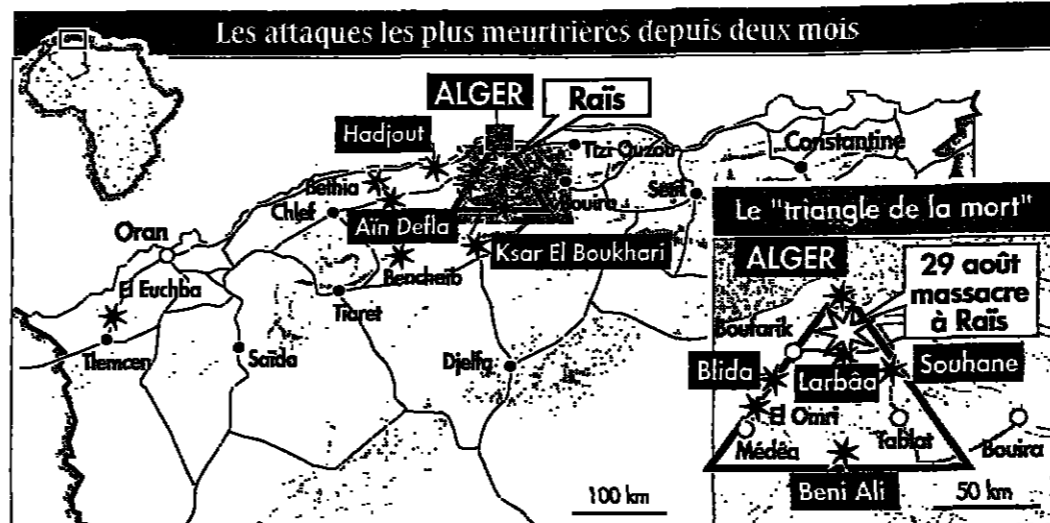 Les attaques les plus meurtrières depuis deux mois
ALGER
Raïs
Hadjout
Tizi Ouzou
Constantine
Bethia
Bouira
Sétif
Chlef
Aïn Defla
Oran
Ksar El Boukhari
Bencheïb
El Euchba
Tiaret
Tlemcen
Saïda
Djelfa
100 km
Le "triangle de la mort"
ALGER
29 août
massacre
à Raïs
Boufarik
Blida
Larbâa
Souhane
El Omri
Médéa
Tablat
Bouira
Beni Ali
50 km